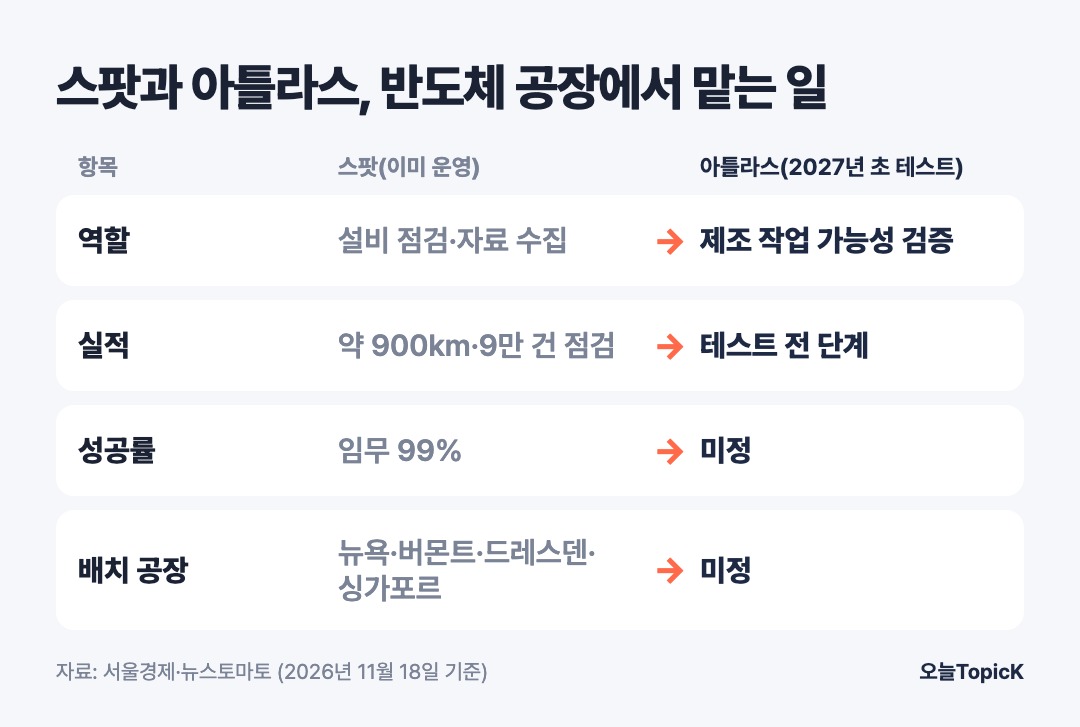 스팟과 아틀라스, 반도체 공장에서 맡는 일
항목 스팟(이미 운영) 아틀라스(2027년 초 테스트)
역할 설비 점검·자료 수집 → 제조 작업 가능성 검증
실적 약 900km·9만 건 점검 → 테스트 전 단계
성공률 임무 99% → 미정
배치 공장 뉴욕·버몬트·드레스덴·
싱가포르 → 미정
자료: 서울경제·뉴스토마토 (2026년 11월 18일 기준) 오늘TopicK